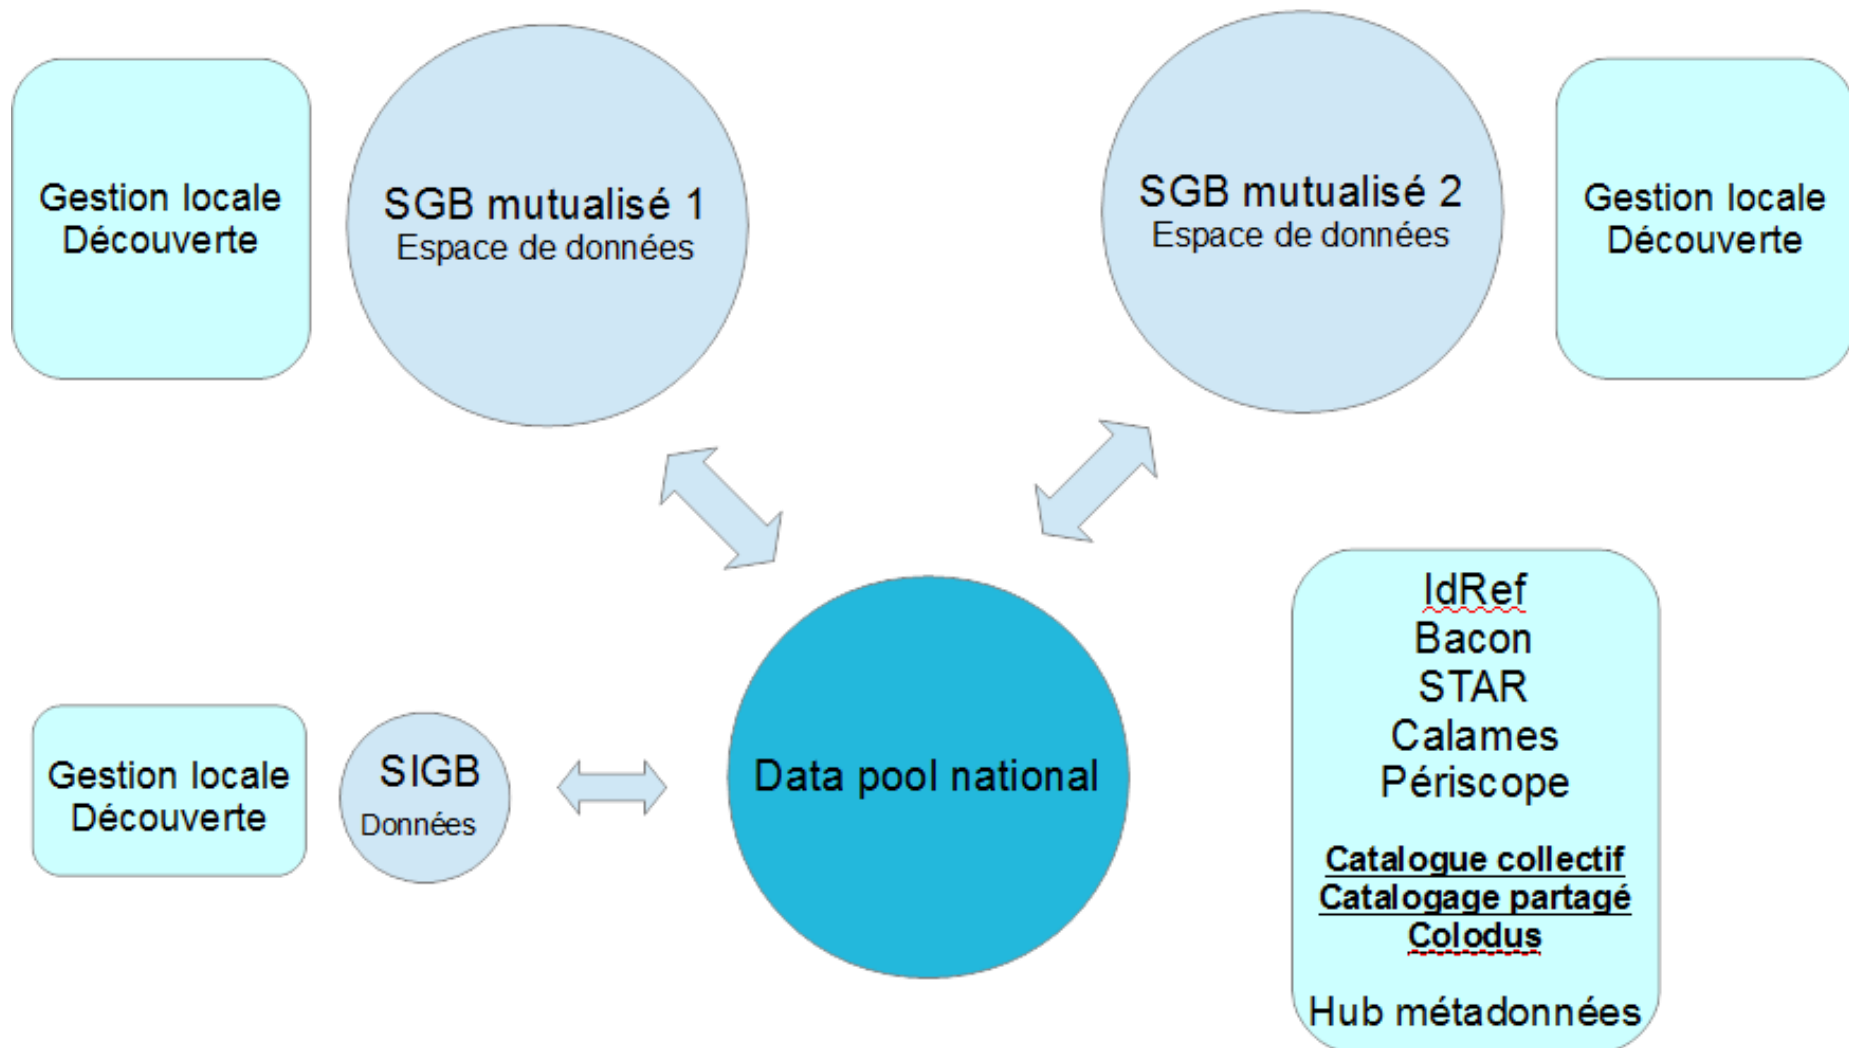 Gestion locale
Découverte
SGB mutualisé 1
Espace de données
SGB mutualisé 2
Espace de données
Gestion locale
Découverte
Gestion locale
Découverte
SIGB
Données
Data pool national
IdRef
Bacon
STAR
Calames
Périscope
Catalogue collectif
Catalogage partagé
Colodus
Hub métadonnées